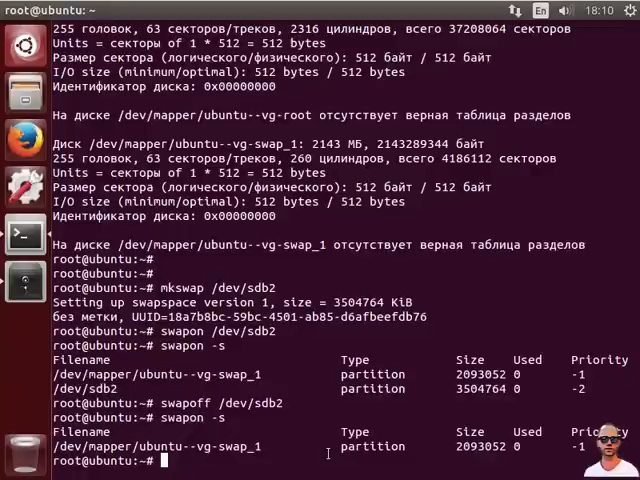 root@ubuntu: ~
En
18:10
255 головок, 63 секторов/треков, 2316 цилиндров, всего 37208064 секторов
Units = секторы of 1 * 512 = 512 bytes
Размер сектора (логического/физического): 512 байт / 512 байт
I/O size (minimum/optimal): 512 bytes / 512 bytes
Идентификатор диска: 0x00000000
На диске /dev/mapper/ubuntu--vg-root отсутствует верная таблица разделов
Диск /dev/mapper/ubuntu--vg-swap_1: 2143 МБ, 2143289344 байт
255 головок, 63 секторов/треков, 260 цилиндров, всего 4186112 секторов
Units = секторы of 1 * 512 = 512 bytes
Размер сектора (логического/физического): 512 байт / 512 байт
I/O size (minimum/optimal): 512 bytes / 512 bytes
Идентификатор диска: 0x00000000
На диске /dev/mapper/ubuntu--vg-swap_1 отсутствует верная таблица разделов
root@ubuntu:~#
root@ubuntu:~#
root@ubuntu:~# mkswap /dev/sdb2
Setting up swapspace version 1, size = 3504764 KiB
без метки, UUID=18a7b8bc-59bc-4501-ab85-d6afbeefdb76
root@ubuntu:~# swapon /dev/sdb2
root@ubuntu:~# swapon -s
Filename Type Size Used Priority
/dev/mapper/ubuntu--vg-swap_1 partition 2093052 0 -1
/dev/sdb2 partition 3504764 0 -2
root@ubuntu:~# swapoff /dev/sdb2
root@ubuntu:~# swapon -s
Filename Type Size Used Priority
/dev/mapper/ubuntu--vg-swap_1 partition 2093052 0 -1
root@ubuntu:~#